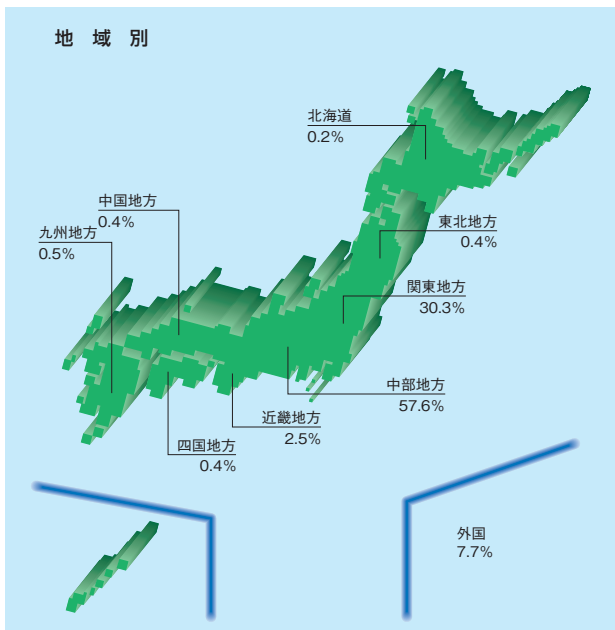 地域別
北海道
0.2%
中国地方
0.4%
九州地方
0.5%
東北地方
0.4%
関東地方
30.3%
中部地方
57.6%
近畿地方
2.5%
四国地方
0.4%
外国
7.7%